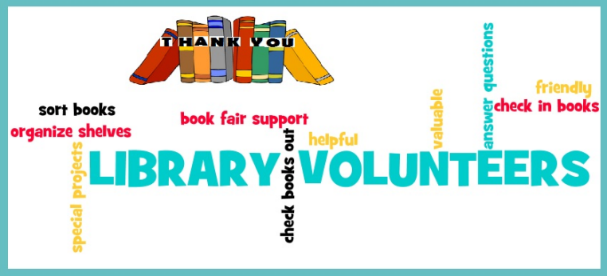 THANK YOU
sort books
organize shelves
book fair support
helpful
valuable
answer questions
friendly
check in books
special projects
LIBRARY VOLUNTEERS
check books out